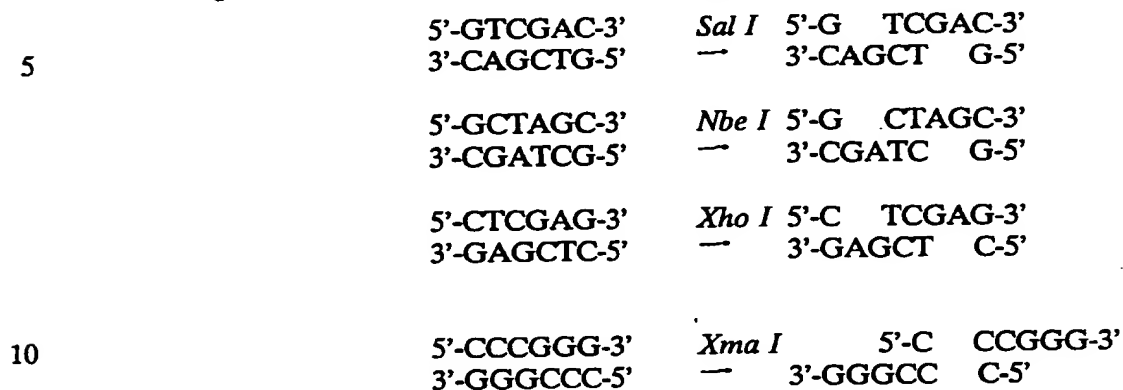 5'-GTCGAC-3' Sal I 5'-G TCGAC-3'
5 3'-CAGCTG-5' → 3'-CAGCT G-5'
5'-GCTAGC-3' Nbe I 5'-G CTAGC-3'
3'-CGATCG-5' → 3'-CGATC G-5'
5'-CTCGAG-3' Xho I 5'-C TCGAG-3'
3'-GAGCTC-5' → 3'-GAGCT C-5'
10 5'-CCCGGG-3' Xma I 5'-C CCGGG-3'
3'-GGGCCC-5' → 3'-GGGCC C-5'